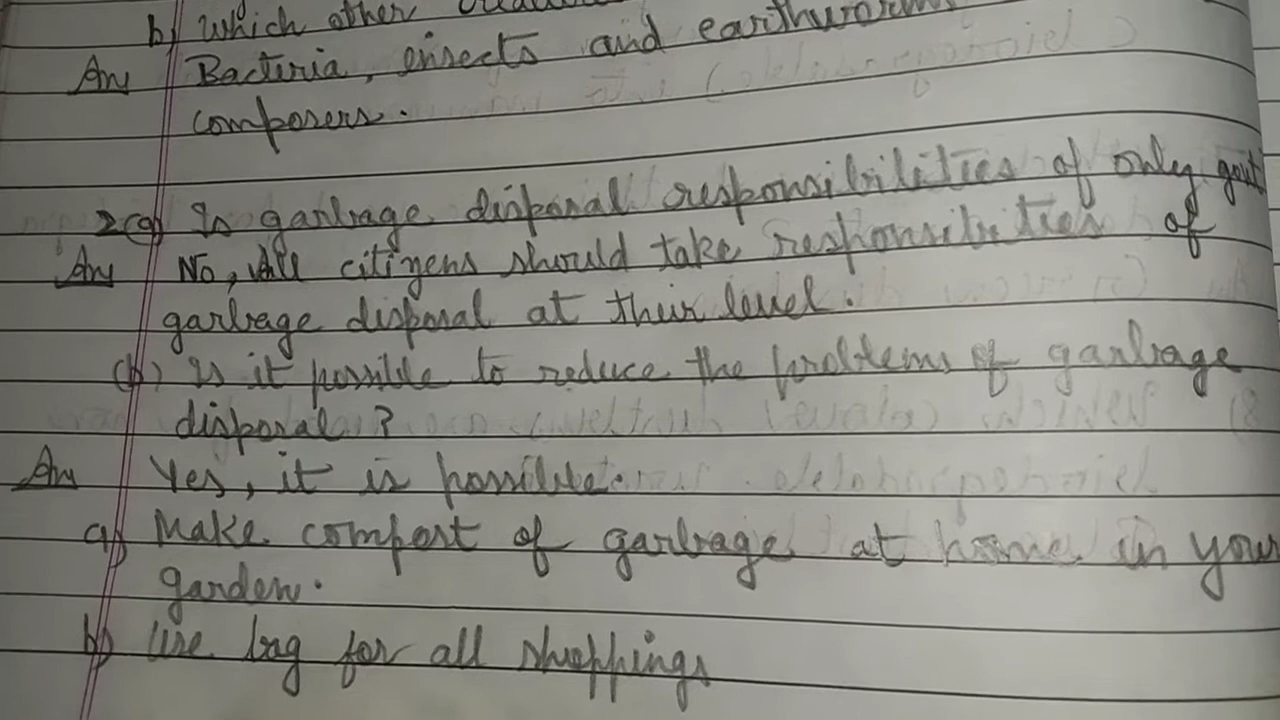 b) Which other
Ans Bacteria, ensects and earthworm
composers.
2(a) Is garbage disposal responsibilities of only govt
Ans No, All citizens should take responsibilities of
garbage disposal at their level.
(b) Is it possible to reduce the problems of garbage
disposal ?
Ans Yes, it is possible.
a) Make compost of garbage at home in your
garden.
b) Use bag for all shoppings